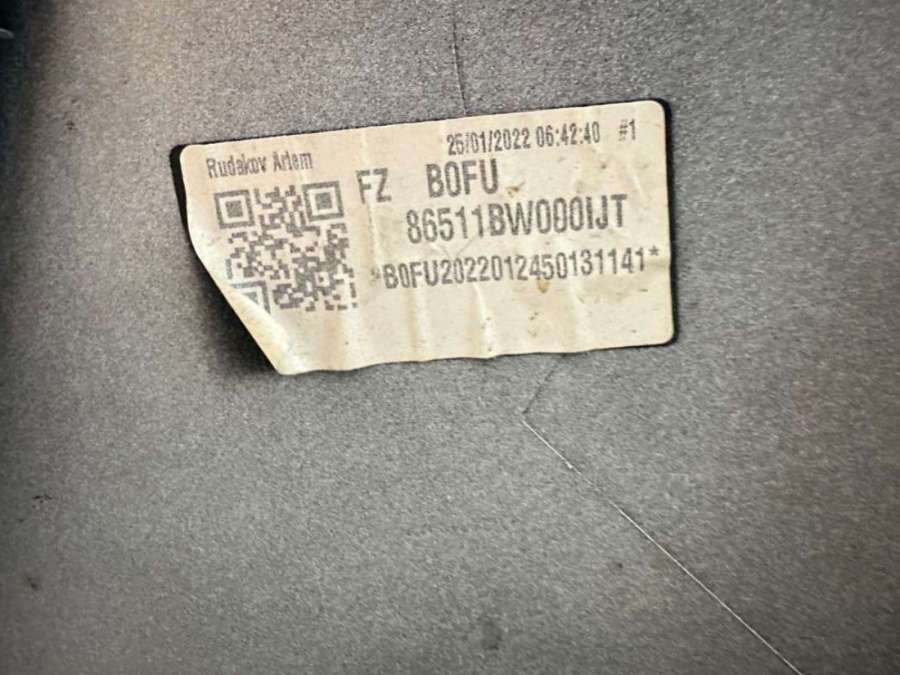 25/01/2022 06:42:40 #1
Rudakov Artem
FZ B0FU
86511BW000IJT
*B0FU2022012450131141*